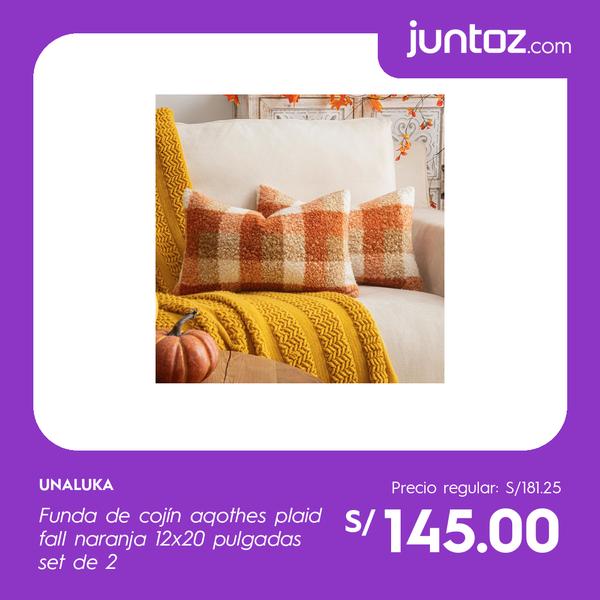 juntoz.com
UNALUKA
Funda de cojín aqothes plaid
fall naranja 12x20 pulgadas
set de 2
Precio regular: S/181.25
S/145.00